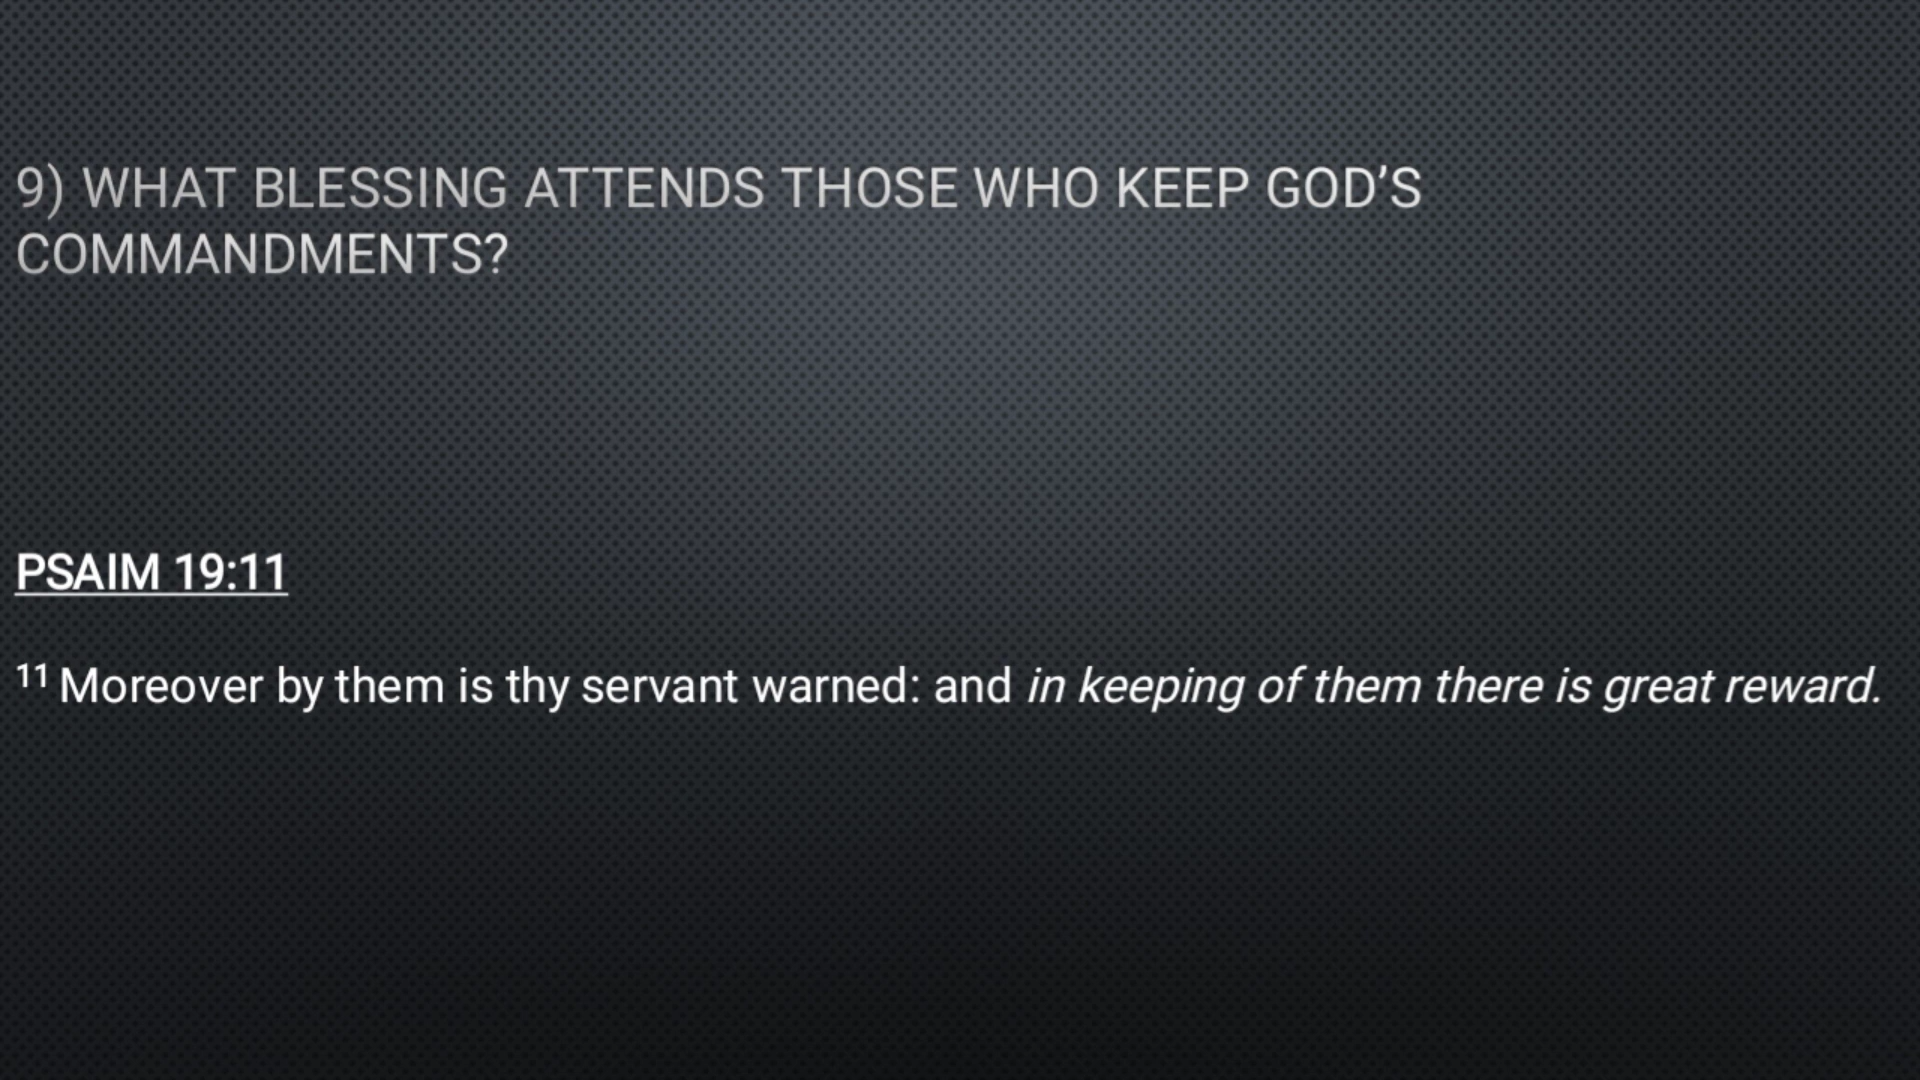 9) WHAT BLESSING ATTENDS THOSE WHO KEEP GOD’S
COMMANDMENTS?
PSAIM 19:11
11 Moreover by them is thy servant warned: and in keeping of them there is great reward.